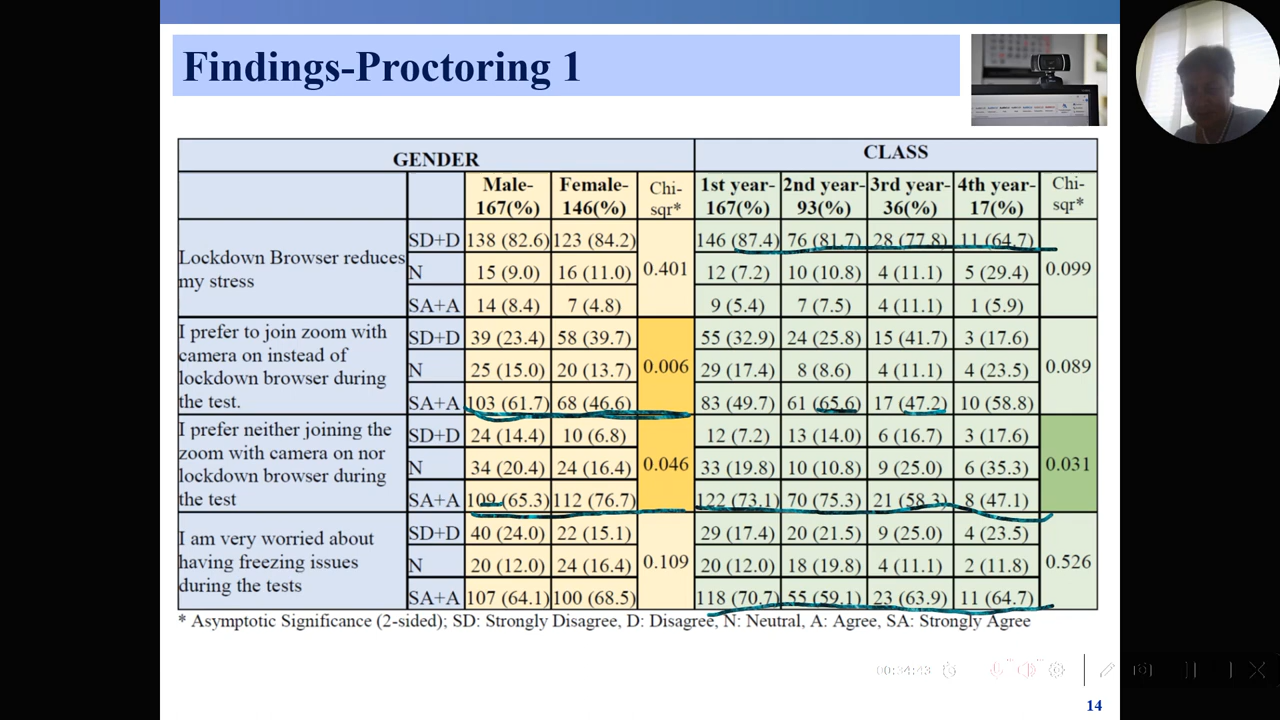 Findings-Proctoring 1
GENDER CLASS
Male-167(%) Female-146(%) Chi-sqr* 1st year-167(%) 2nd year-93(%) 3rd year-36(%) 4th year-17(%) Chi-sqr*
Lockdown Browser reduces my stress
SD+D 138 (82.6) 123 (84.2) 0.401 146 (87.4) 76 (81.7) 28 (77.8) 11 (64.7) 0.099
N 15 (9.0) 16 (11.0) 12 (7.2) 10 (10.8) 4 (11.1) 5 (29.4)
SA+A 14 (8.4) 7 (4.8) 9 (5.4) 7 (7.5) 4 (11.1) 1 (5.9)
I prefer to join zoom with camera on instead of lockdown browser during the test.
SD+D 39 (23.4) 58 (39.7) 0.006 55 (32.9) 24 (25.8) 15 (41.7) 3 (17.6) 0.089
N 25 (15.0) 20 (13.7) 29 (17.4) 8 (8.6) 4 (11.1) 4 (23.5)
SA+A 103 (61.7) 68 (46.6) 83 (49.7) 61 (65.6) 17 (47.2) 10 (58.8)
I prefer neither joining the zoom with camera on nor lockdown browser during the test
SD+D 24 (14.4) 10 (6.8) 0.046 12 (7.2) 13 (14.0) 6 (16.7) 3 (17.6) 0.031
N 34 (20.4) 24 (16.4) 33 (19.8) 10 (10.8) 9 (25.0) 6 (35.3)
SA+A 109 (65.3) 112 (76.7) 122 (73.1) 70 (75.3) 21 (58.3) 8 (47.1)
I am very worried about having freezing issues during the tests
SD+D 40 (24.0) 22 (15.1) 0.109 29 (17.4) 20 (21.5) 9 (25.0) 4 (23.5) 0.526
N 20 (12.0) 24 (16.4) 20 (12.0) 18 (19.8) 4 (11.1) 2 (11.8)
SA+A 107 (64.1) 100 (68.5) 118 (70.7) 55 (59.1) 23 (63.9) 11 (64.7)
* Asymptotic Significance (2-sided); SD: Strongly Disagree, D: Disagree, N: Neutral, A: Agree, SA: Strongly Agree
00:34:43
14